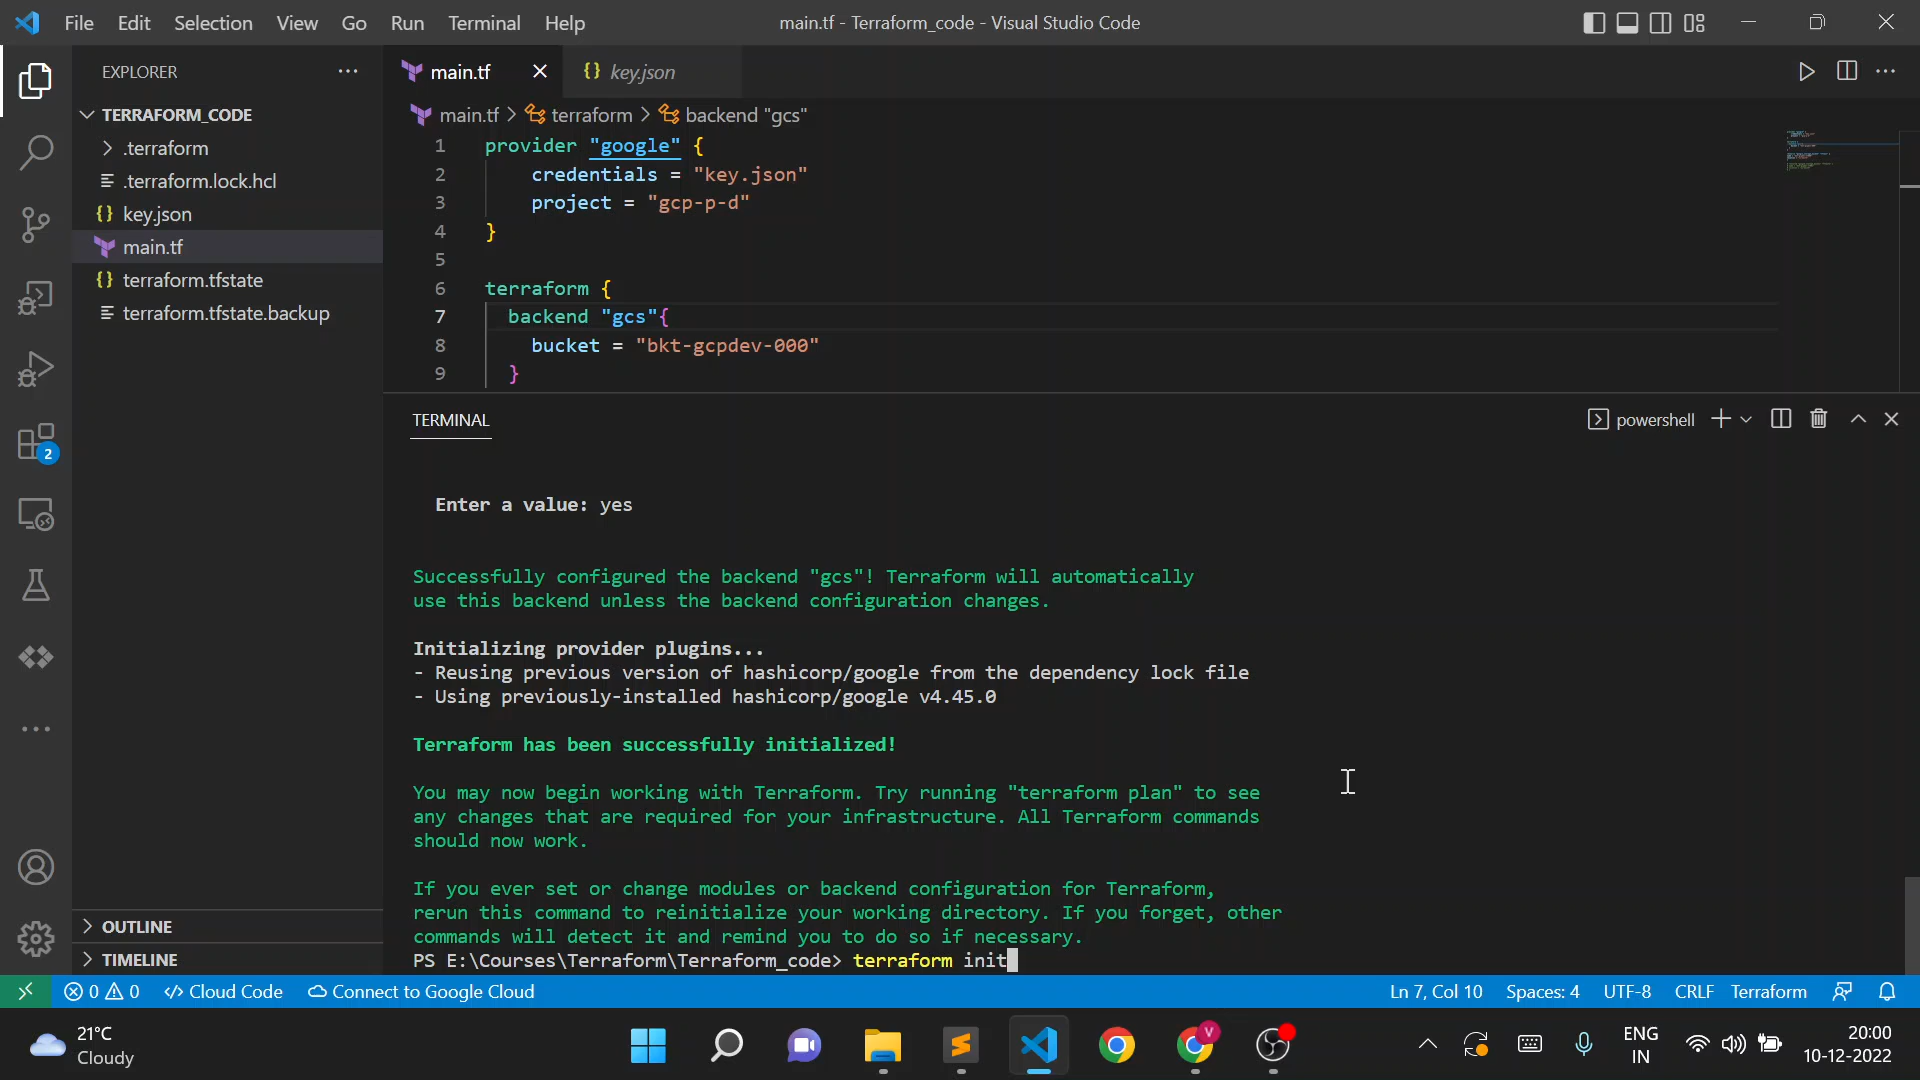 File Edit Selection View Go Run Terminal Help
main.tf - Terraform_code - Visual Studio Code
EXPLORER
TERRAFORM_CODE
.terraform
.terraform.lock.hcl
key.json
main.tf
terraform.tfstate
terraform.tfstate.backup
OUTLINE
TIMELINE
2
main.tf
key.json
main.tf > terraform > backend "gcs"
1 provider "google" {
2 credentials = "key.json"
3 project = "gcp-p-d"
4 }
5
6 terraform {
7 backend "gcs"{
8 bucket = "bkt-gcpdev-000"
9 }
TERMINAL
powershell
Enter a value: yes
Successfully configured the backend "gcs"! Terraform will automatically
use this backend unless the backend configuration changes.
Initializing provider plugins...
- Reusing previous version of hashicorp/google from the dependency lock file
- Using previously-installed hashicorp/google v4.45.0
Terraform has been successfully initialized!
You may now begin working with Terraform. Try running "terraform plan" to see
any changes that are required for your infrastructure. All Terraform commands
should now work.
If you ever set or change modules or backend configuration for Terraform,
rerun this command to reinitialize your working directory. If you forget, other
commands will detect it and remind you to do so if necessary.
PS E:\Courses\Terraform\Terraform_code> terraform init
0 0 Cloud Code Connect to Google Cloud
Ln 7, Col 10 Spaces: 4 UTF-8 CRLF Terraform
21°C
Cloudy
V
ENG
IN
20:00
10-12-2022